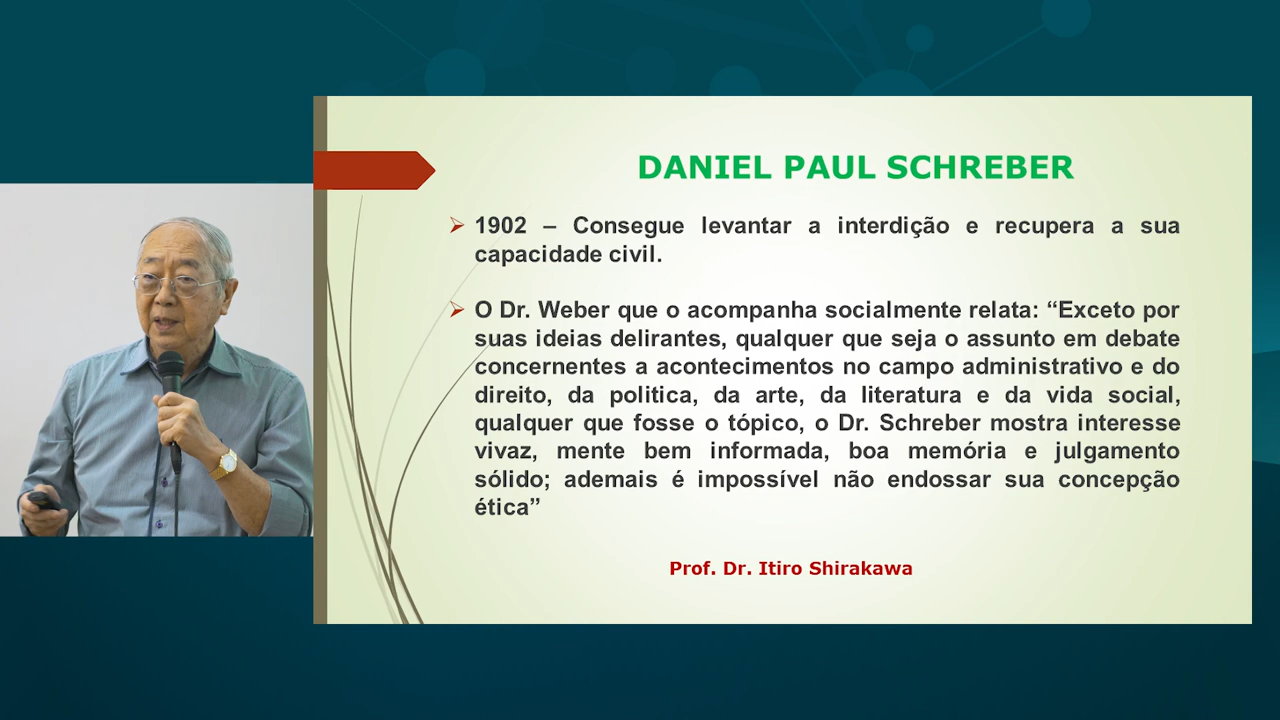 DANIEL PAUL SCHREBER
1902 – Consegue levantar a interdição e recupera a sua
capacidade civil.
O Dr. Weber que o acompanha socialmente relata: “Exceto por
suas ideias delirantes, qualquer que seja o assunto em debate
concernentes a acontecimentos no campo administrativo e do
direito, da politica, da arte, da literatura e da vida social,
qualquer que fosse o tópico, o Dr. Schreber mostra interesse
vivaz, mente bem informada, boa memória e julgamento
sólido; ademais é impossível não endossar sua concepção
ética”
Prof. Dr. Itiro Shirakawa